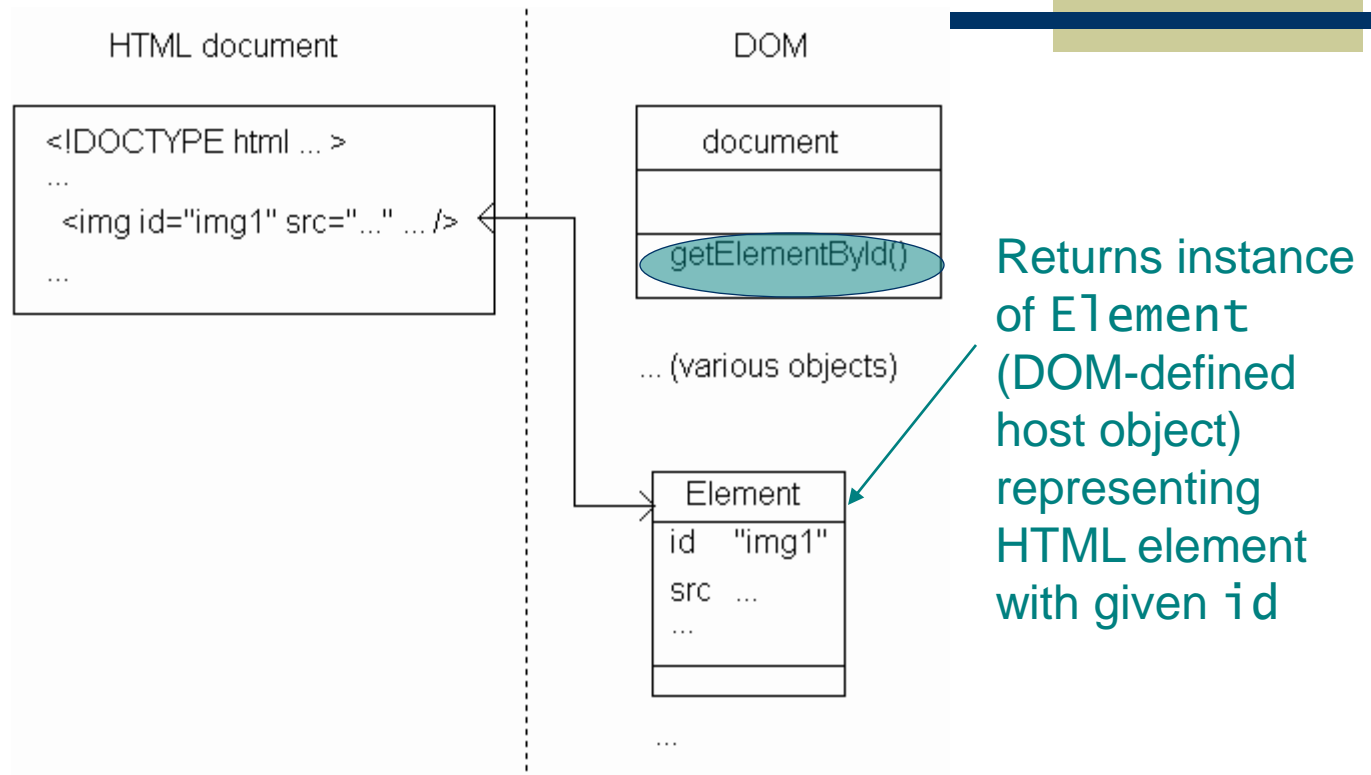 HTML document
<!DOCTYPE html ... >
...
<img id="img1" src="..." ... />
...
DOM
document
getElementById()
... (various objects)
Element
id "img1"
src ...
...
...
Returns instance
of Element
(DOM-defined
host object)
representing
HTML element
with given id